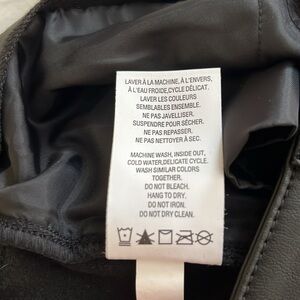 LAVER À LA MACHINE, À L'ENVERS,
À L'EAU FROIDE, CYCLE DÉLICAT.
LAVER LES COULEURS
SEMBLABLES ENSEMBLE.
NE PAS JAVELLISER.
SUSPENDRE POUR SÉCHER.
NE PAS REPASSER.
NE PAS NETTOYER À SEC.
MACHINE WASH, INSIDE OUT,
COLD WATER, DELICATE CYCLE.
WASH SIMILAR COLORS
TOGETHER.
DO NOT BLEACH.
HANG TO DRY.
DO NOT IRON.
DO NOT DRY CLEAN.